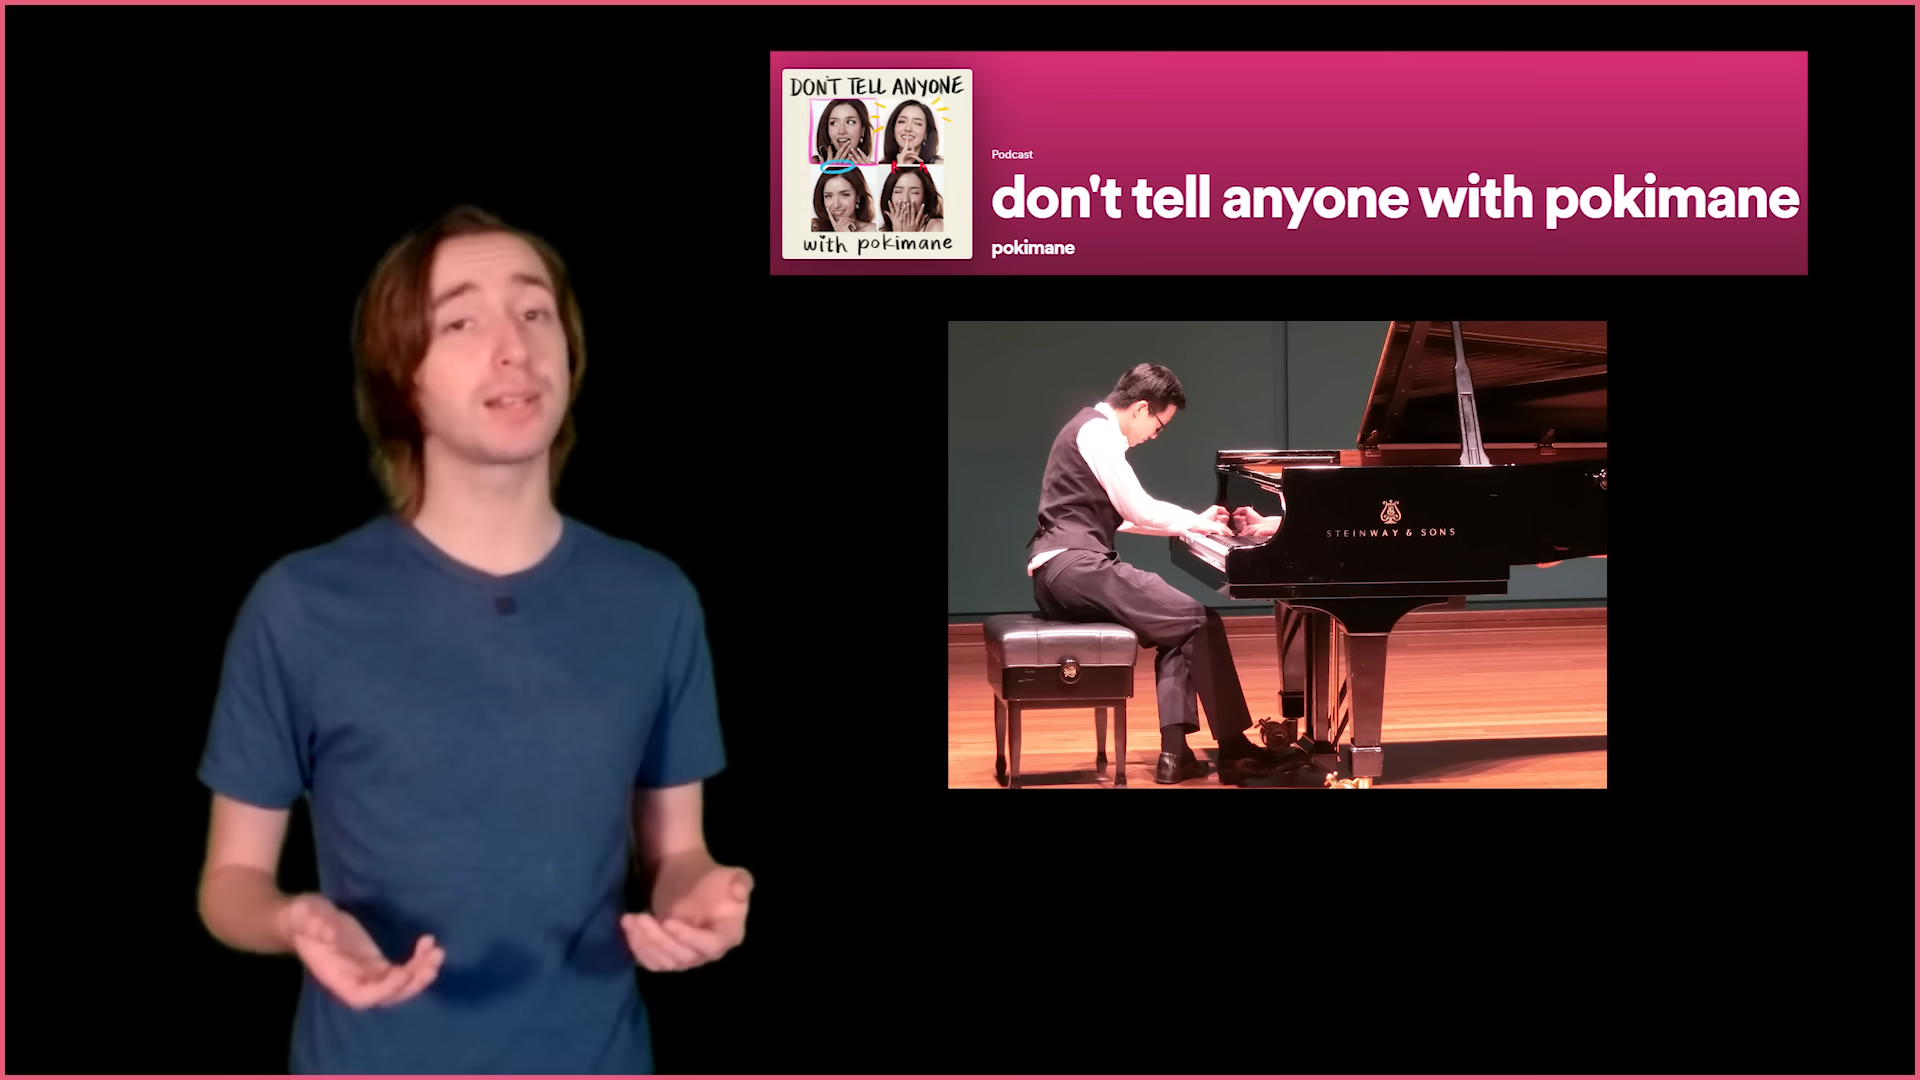 DON'T TELL ANYONE
with pokimane
Podcast
don't tell anyone with pokimane
pokimane
STEINWAY & SONS